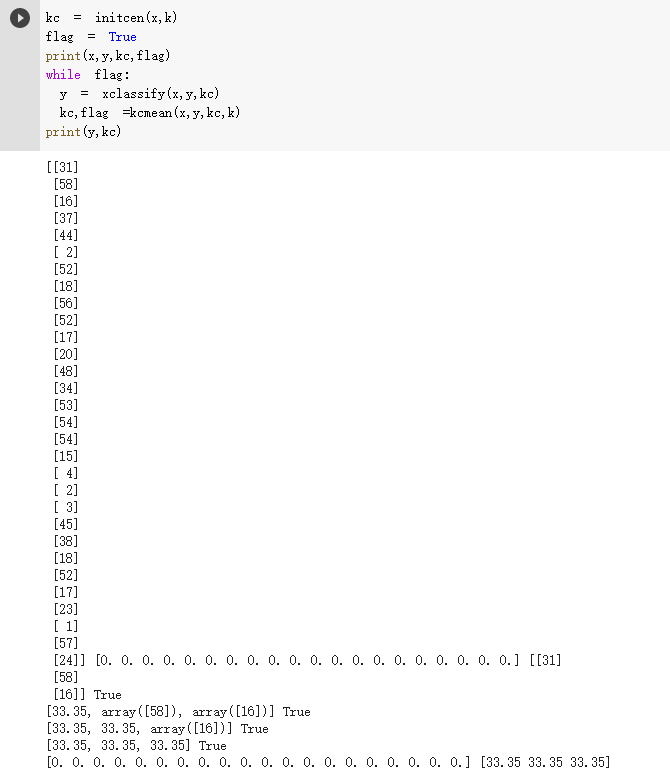 kc = initcen(x,k)
flag = True
print(x,y,kc,flag)
while flag:
  y = xclassify(x,y,kc)
  kc,flag =kcmean(x,y,kc,k)
print(y,kc)
[[31]
 [58]
 [16]
 [37]
 [44]
 [ 2]
 [52]
 [18]
 [56]
 [52]
 [17]
 [20]
 [48]
 [34]
 [53]
 [54]
 [54]
 [15]
 [ 4]
 [ 2]
 [ 3]
 [45]
 [38]
 [18]
 [52]
 [17]
 [23]
 [ 1]
 [57]
 [24]] [0. 0. 0. 0. 0. 0. 0. 0. 0. 0. 0. 0. 0. 0. 0. 0. 0. 0. 0. 0.] [[31]
 [58]
 [16]] True
[33.35, array([58]), array([16])] True
[33.35, 33.35, array([16])] True
[33.35, 33.35, 33.35] True
[0. 0. 0. 0. 0. 0. 0. 0. 0. 0. 0. 0. 0. 0. 0. 0. 0. 0. 0. 0.] [33.35 33.35 33.35]